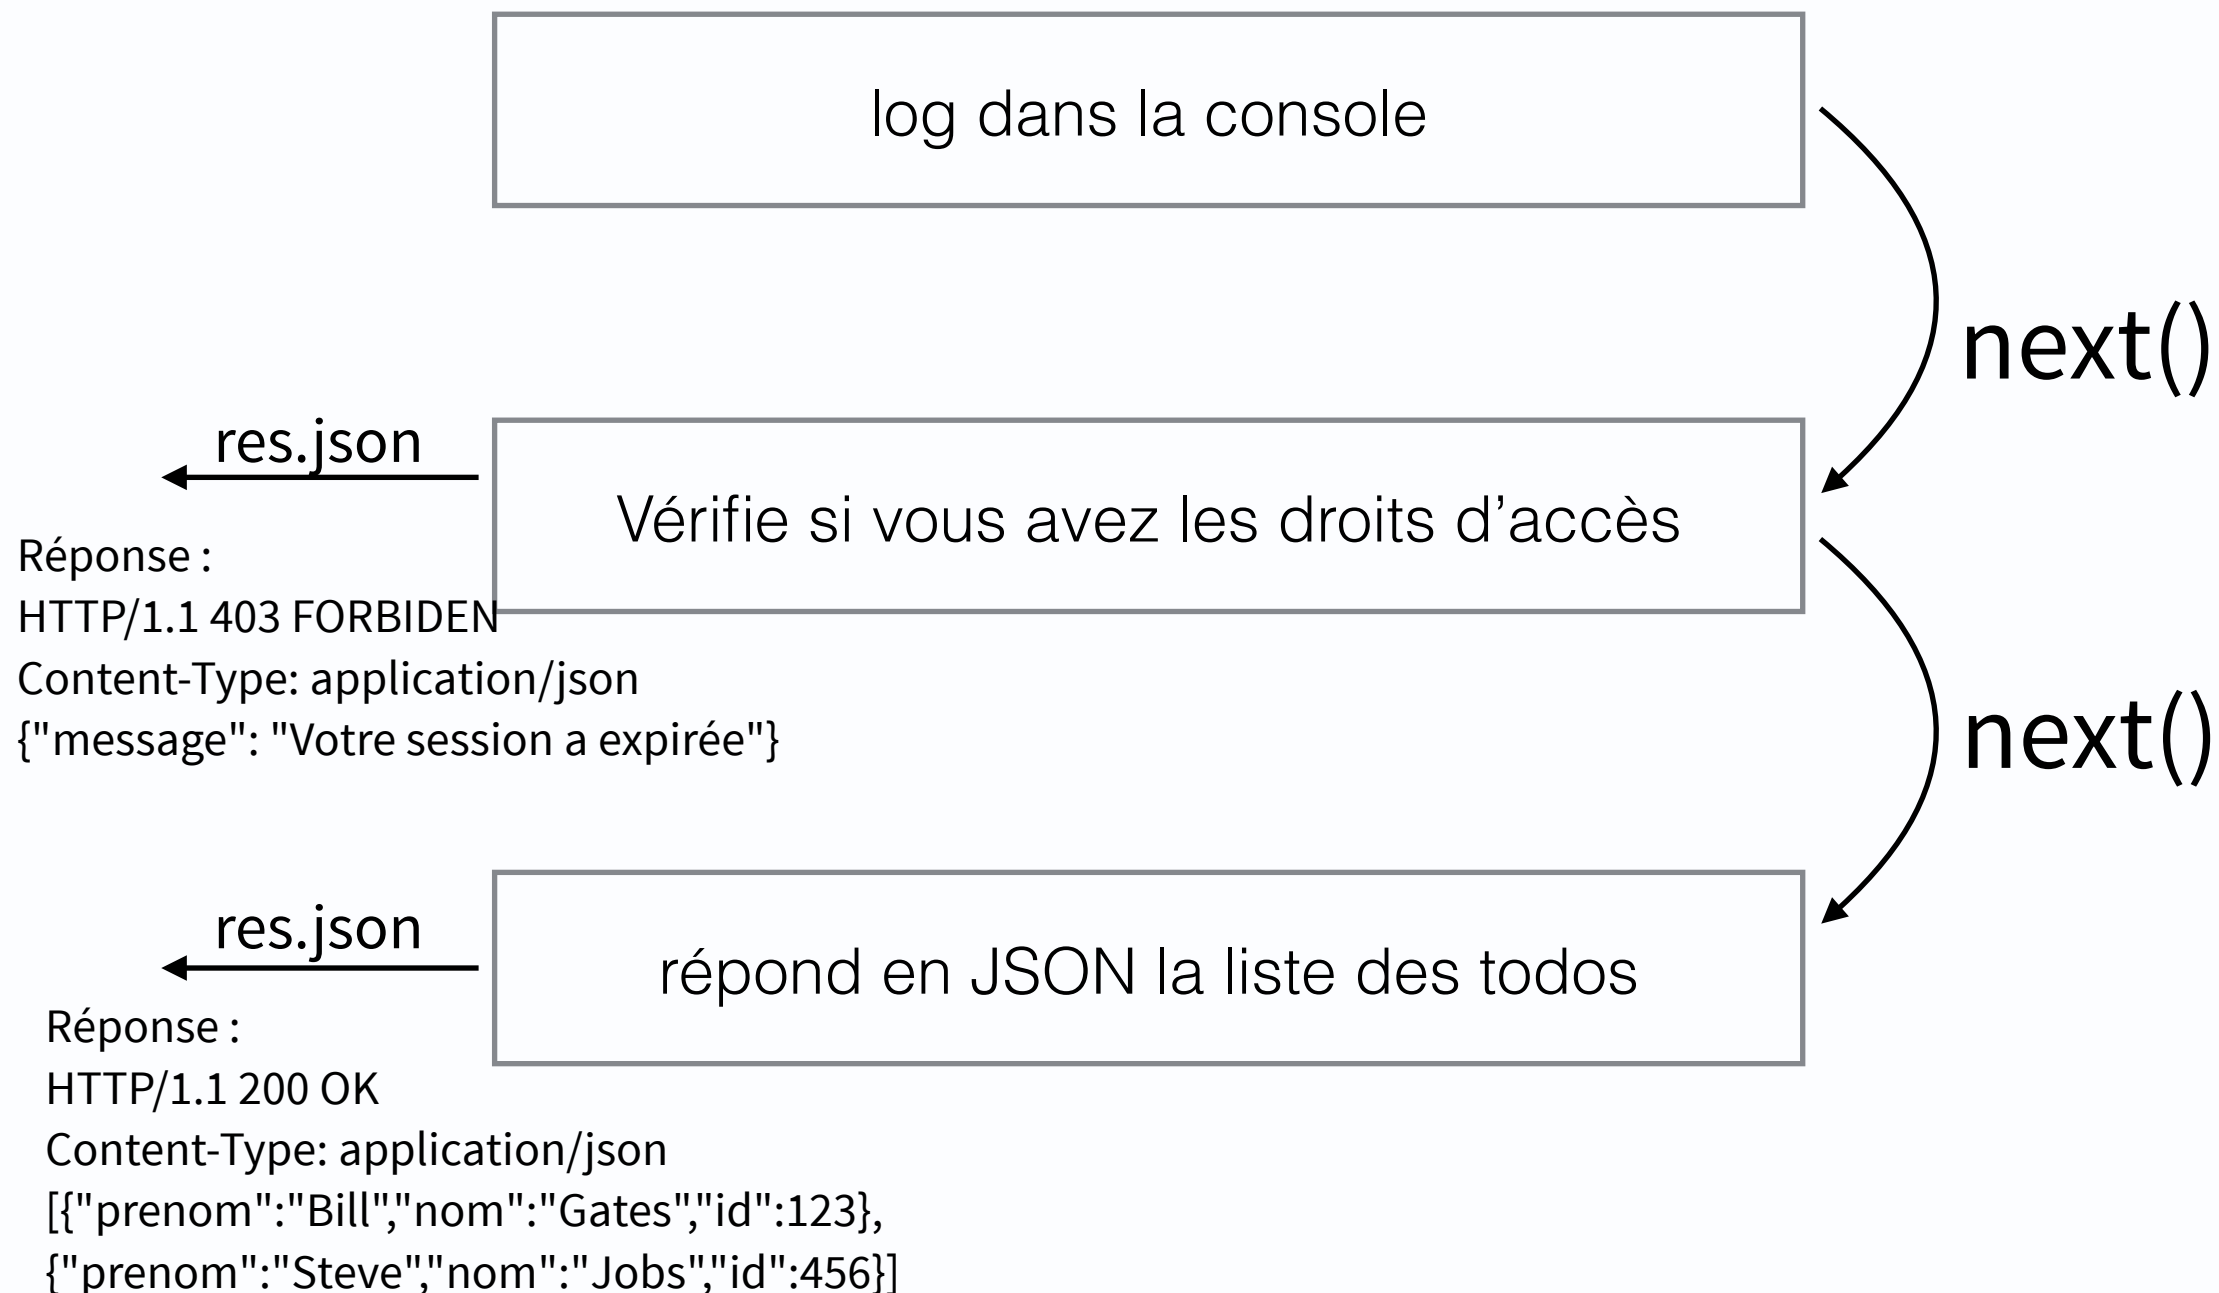 log dans la console
next()
res.json
Vérifie si vous avez les droits d’accès
Réponse :
HTTP/1.1 403 FORBIDEN
Content-Type: application/json
{"message": "Votre session a expirée"}
next()
res.json
répond en JSON la liste des todos
Réponse :
HTTP/1.1 200 OK
Content-Type: application/json
[{"prenom":"Bill","nom":"Gates","id":123},
{"prenom":"Steve","nom":"Jobs","id":456}]